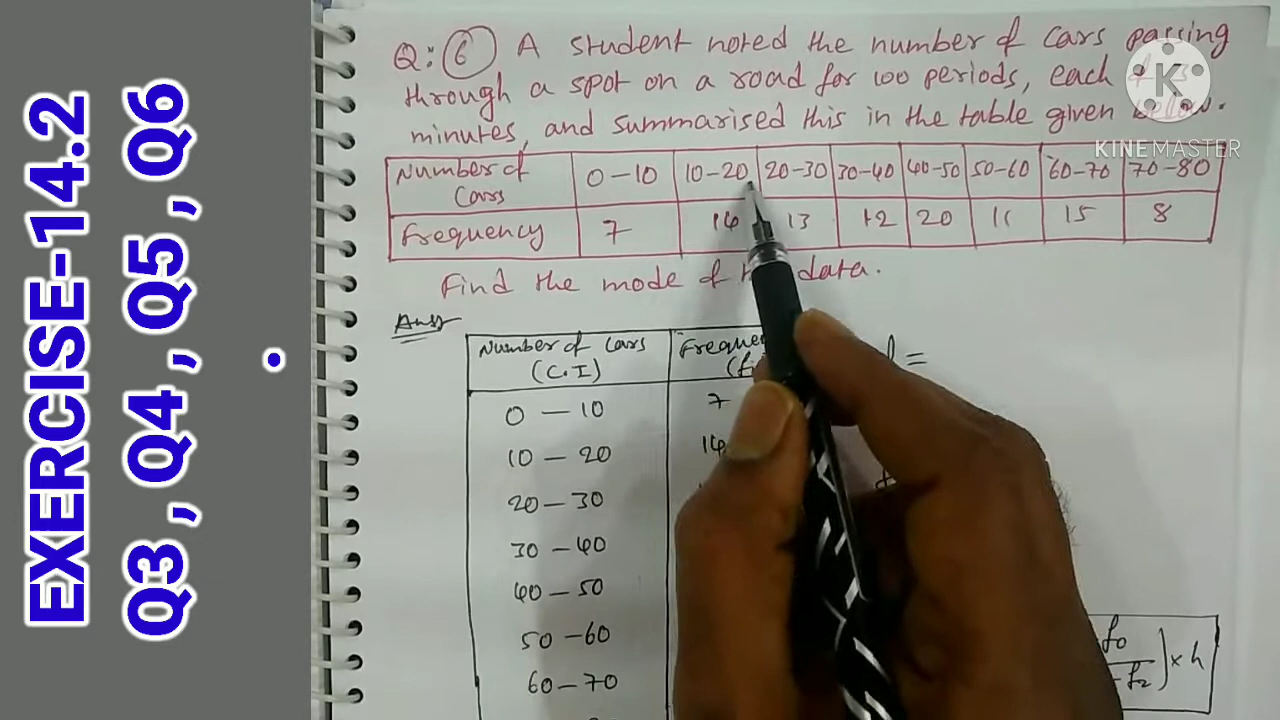 EXERCISE-14.2
Q3, Q4, Q5, Q6
Q: 6 A student noted the number of cars passing
through a spot on a road for 100 periods, each
minutes, and summarised this in the table given below.
K
KINEMASTER
Number of Cars 0-10 10-20 20-30 30-40 40-50 50-60 60-70 70-80
Frequency 7 14 13 12 20 11 15 8
Find the mode of data.
Ans
Number of Cars (C.I)
0 - 10 7
10 - 20 14
20 - 30
30 - 40
40 - 50
50 - 60
60 - 70
l =
f0
- f2 ) × h